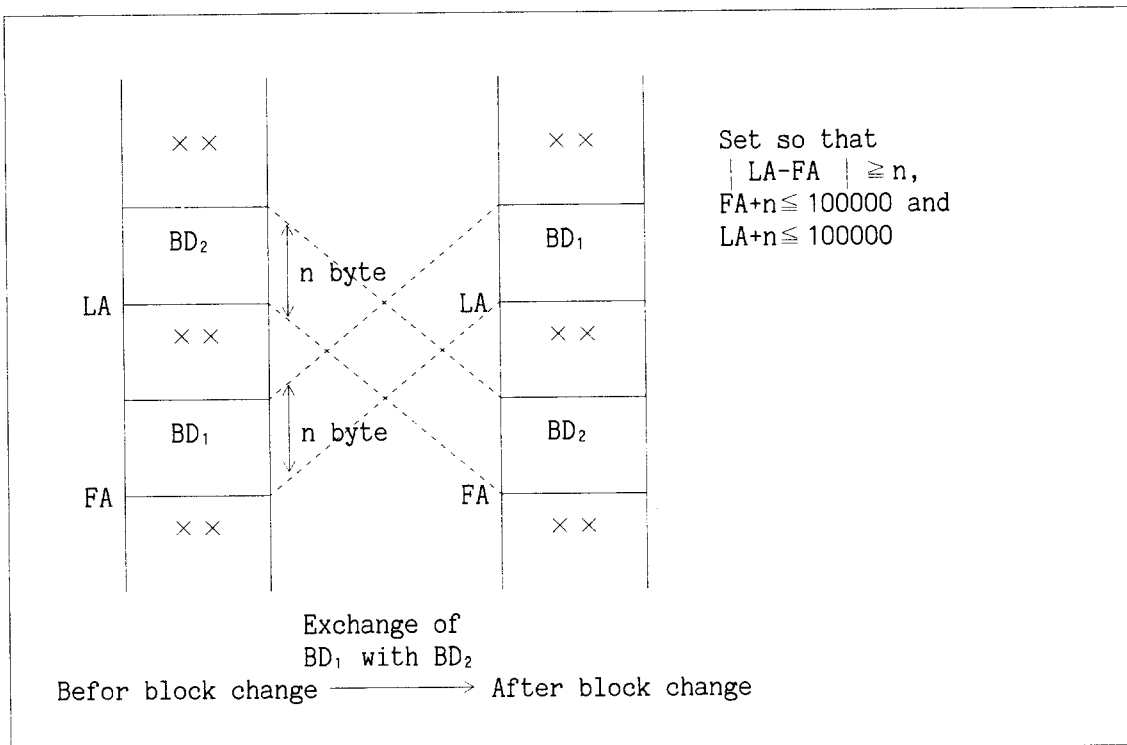 × ×
BD₂
n byte
LA
× ×
BD₁
n byte
FA
× ×
× ×
BD₁
LA
× ×
BD₂
FA
× ×
Set so that
| LA-FA | ≧ n,
FA+n≦ 100000 and
LA+n≦ 100000
Exchange of
BD₁ with BD₂
Befor block change → After block change